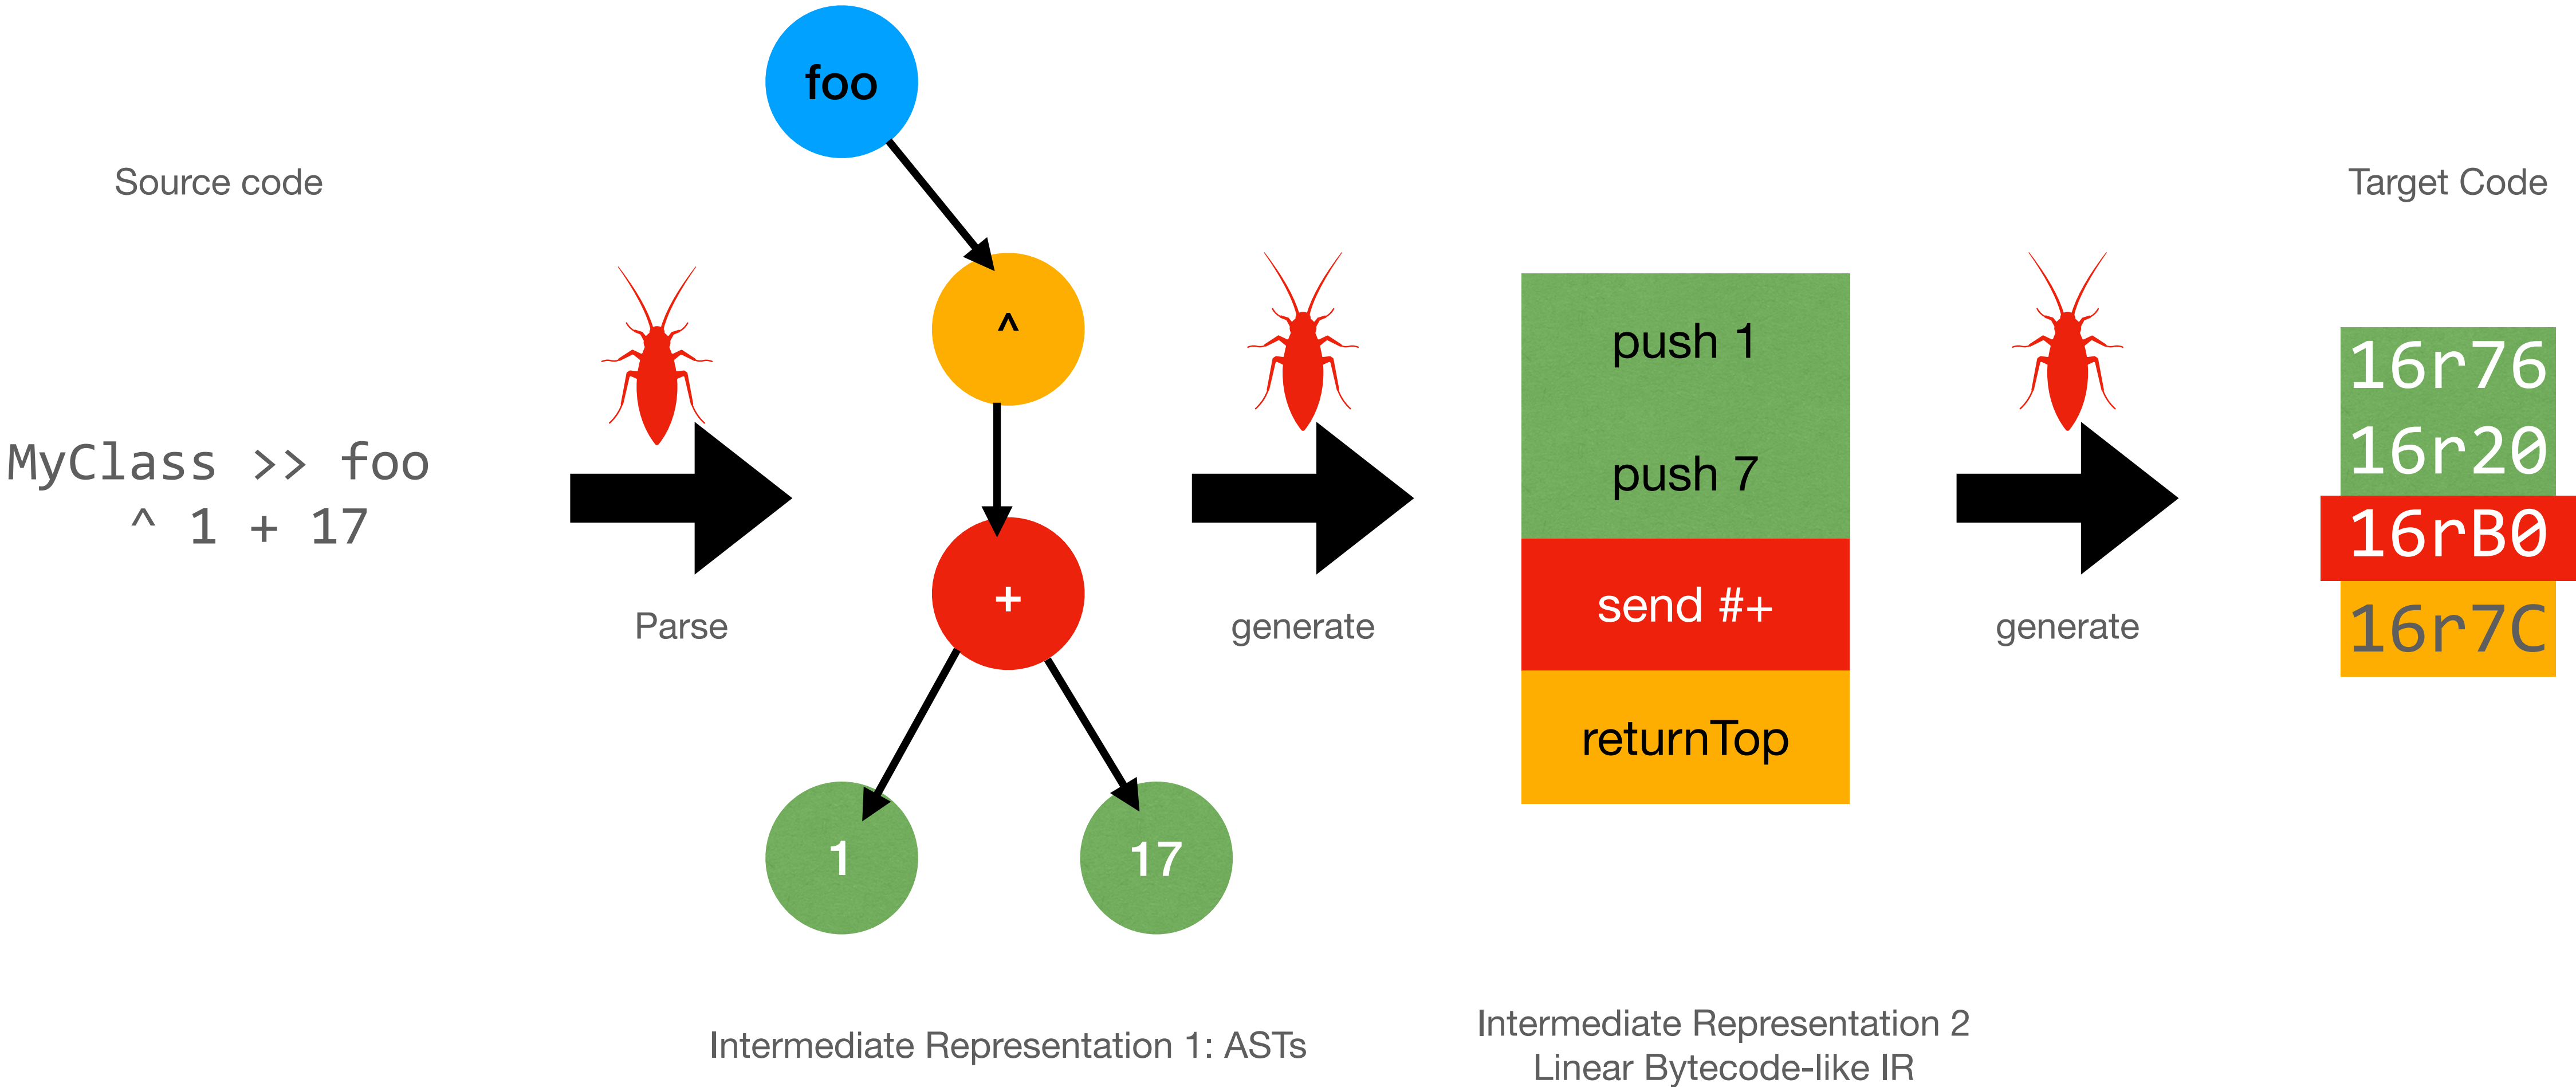 foo
Source code
Target Code
MyClass >> foo
^ 1 + 17
Parse
^
+
1
17
generate
push 1
push 7
send #+
returnTop
generate
16r76
16r20
16rB0
16r7C
Intermediate Representation 1: ASTs
Intermediate Representation 2
Linear Bytecode-like IR